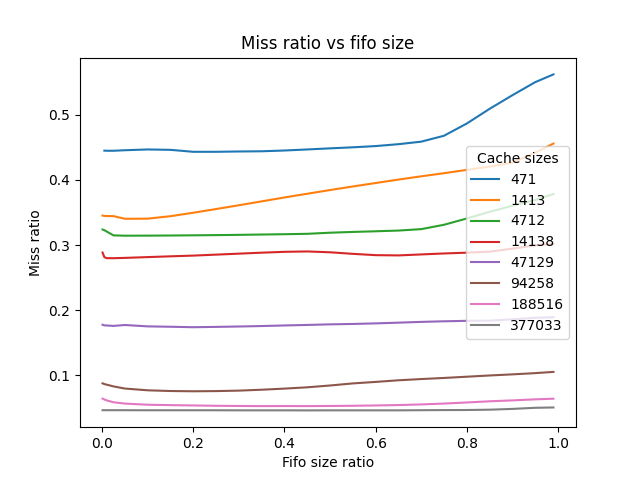 Miss ratio vs fifo size
Miss ratio
0.5
0.4
0.3
0.2
0.1
Cache sizes
471
1413
4712
14138
47129
94258
188516
377033
0.0 0.2 0.4 0.6 0.8 1.0
Fifo size ratio